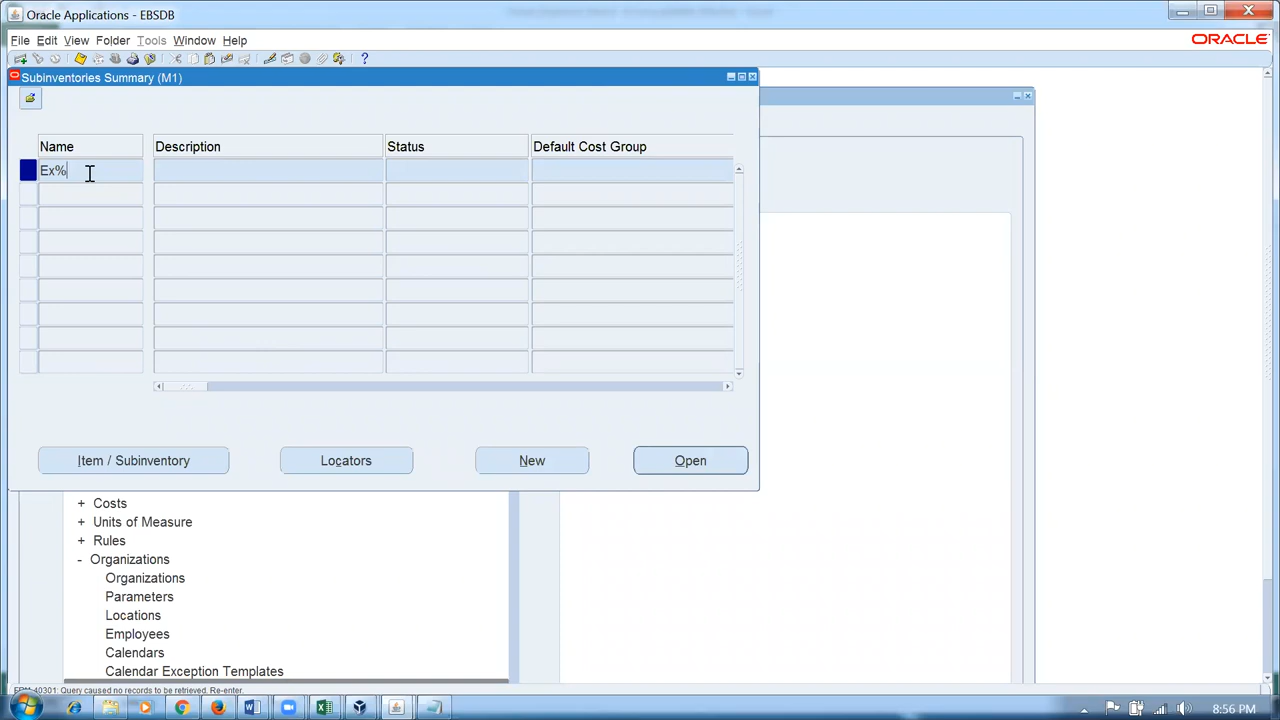 Oracle Applications - EBSDB
File Edit View Folder Tools Window Help
ORACLE
Subinventories Summary (M1)
Name Description Status Default Cost Group
Ex%
Item / Subinventory Locators New Open
+ Costs
+ Units of Measure
+ Rules
- Organizations
Organizations
Parameters
Locations
Employees
Calendars
Calendar Exception Templates
FRM-40301: Query caused no records to be retrieved. Re-enter.
8:56 PM